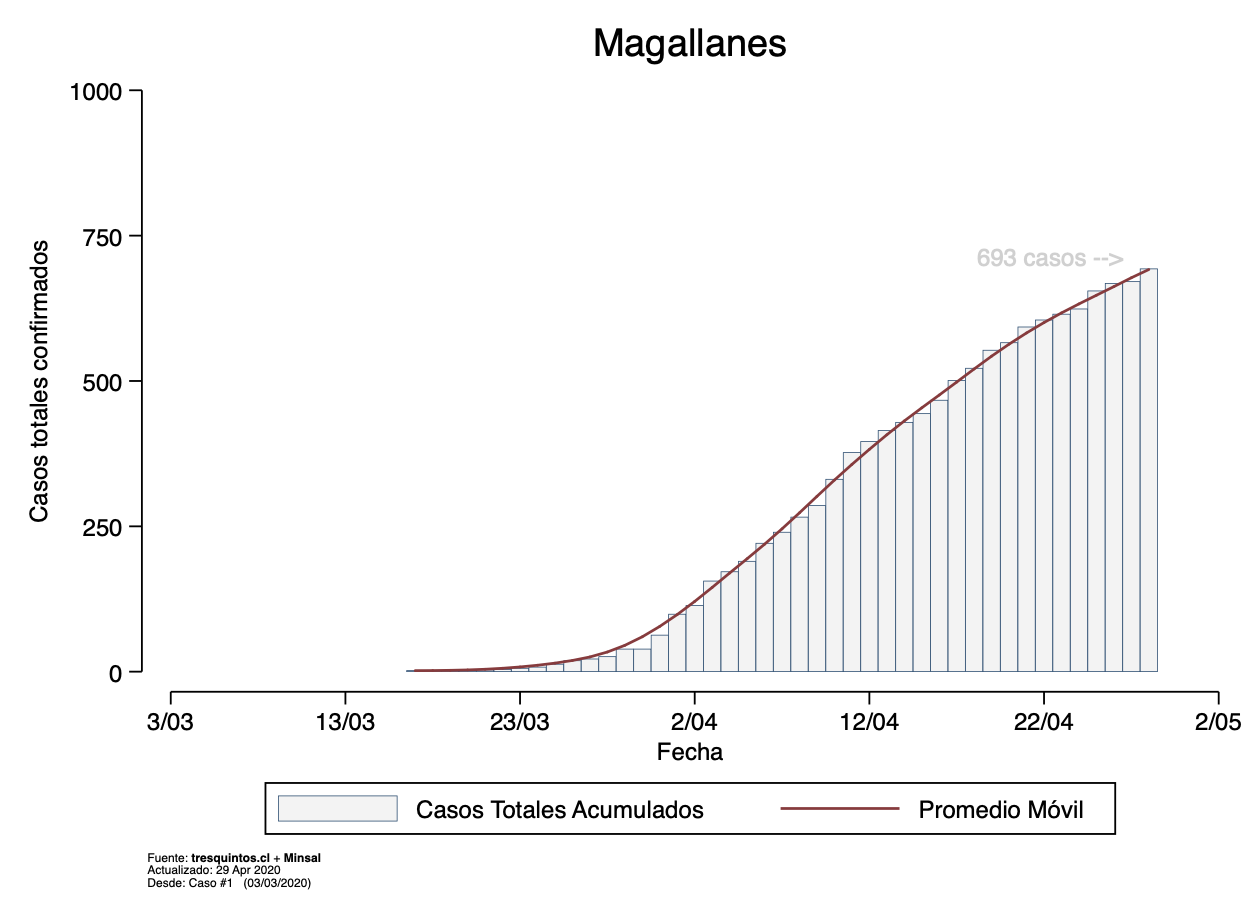 Magallanes
1000
750
500
250
0
Casos totales confirmados
693 casos -->
3/03 13/03 23/03 2/04 12/04 22/04 2/05
Fecha
Casos Totales Acumulados Promedio Móvil
Fuente: tresquintos.cl + Minsal
Actualizado: 29 Apr 2020
Desde: Caso #1 (03/03/2020)